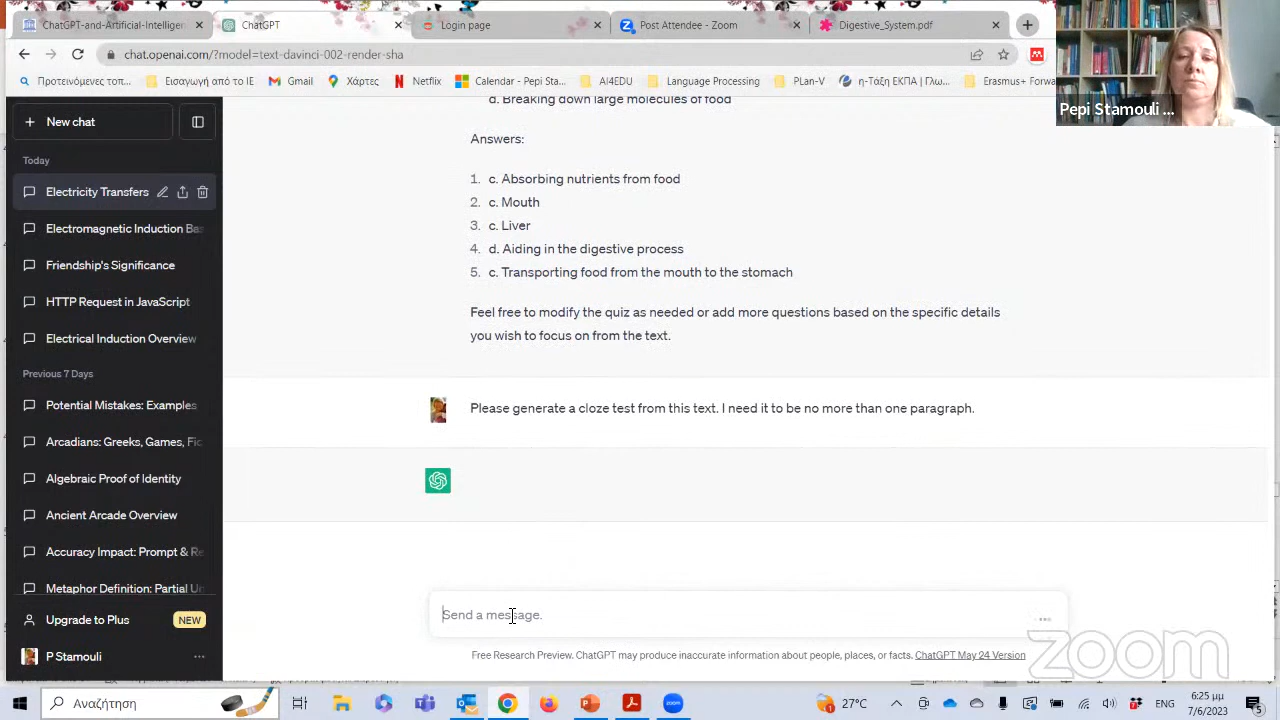 ChatGPT-and-Artificial-Intelligen
ChatGPT
Login page
Post Attendee - Zoom
Digestive_System.pdf
chat.openai.com/?model=text-davinci-002-render-sha
Προτεινόμενες τοπ...
Εισαγωγή από το IE
Gmail
Χάρτες
Netflix
Calendar - Pepi Sta...
AI4EDU
Language Processing
PLan-V
η-Τάξη ΕΚΠΑ | Γλω...
Erasmus+ Forwa
Pepi Stamouli ...
New chat
Today
Electricity Transfers
Electromagnetic Induction Bas
Friendship's Significance
HTTP Request in JavaScript
Electrical Induction Overview
Previous 7 Days
Potential Mistakes: Examples
Arcadians: Greeks, Games, Fic
Algebraic Proof of Identity
Ancient Arcade Overview
Accuracy Impact: Prompt & Re
Metaphor Definition: Partial Un
Upgrade to Plus
NEW
P Stamouli
d. Breaking down large molecules of food
Answers:
1. c. Absorbing nutrients from food
2. c. Mouth
3. c. Liver
4. d. Aiding in the digestive process
5. c. Transporting food from the mouth to the stomach
Feel free to modify the quiz as needed or add more questions based on the specific details
you wish to focus on from the text.
Please generate a cloze test from this text. I need it to be no more than one paragraph.
Send a message.
Free Research Preview. ChatGPT may produce inaccurate information about people, places, or facts. ChatGPT May 24 Version
zoom
Αναζήτηση
27°C
ENG
6:25 μμ
7/6/2023
5